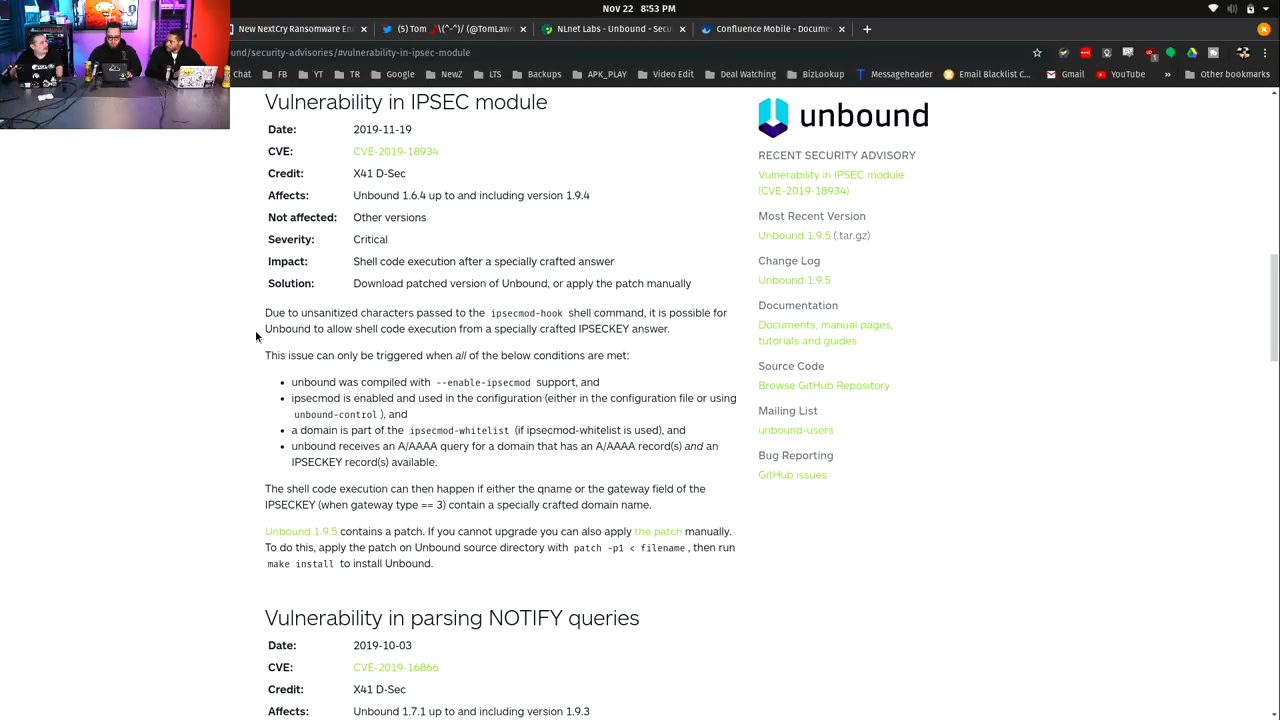 NOV 22 8:53 PM
New NextCry Ransomware En
(5) Tom
(@TomLaw
NLnet Labs - Unbound - Secu
Confluence Mobile - Docume
und/security-advisories/#vulnerability-in-ipsec-module
Chat FB YT TR Google NewZ LTS Backups APK_PLAY Video Edit Deal Watching BizLookup Messageheader Email Blacklist C... Gmail YouTube » Other bookmarks
Vulnerability in IPSEC module
Date: 2019-11-19
CVE: CVE-2019-18934
Credit: X41 D-Sec
Affects: Unbound 1.6.4 up to and including version 1.9.4
Not affected: Other versions
Severity: Critical
Impact: Shell code execution after a specially crafted answer
Solution: Download patched version of Unbound, or apply the patch manually
Due to unsanitized characters passed to the ipsecmod-hook shell command, it is possible for
Unbound to allow shell code execution from a specially crafted IPSECKEY answer.
This issue can only be triggered when all of the below conditions are met:
• unbound was compiled with --enable-ipsecmod support, and
• ipsecmod is enabled and used in the configuration (either in the configuration file or using
unbound-control), and
• a domain is part of the ipsecmod-whitelist (if ipsecmod-whitelist is used), and
• unbound receives an A/AAAA query for a domain that has an A/AAAA record(s) and an
IPSECKEY record(s) available.
The shell code execution can then happen if either the qname or the gateway field of the
IPSECKEY (when gateway type == 3) contain a specially crafted domain name.
Unbound 1.9.5 contains a patch. If you cannot upgrade you can also apply the patch manually.
To do this, apply the patch on Unbound source directory with patch -p1 < filename, then run
make install to install Unbound.
Vulnerability in parsing NOTIFY queries
Date: 2019-10-03
CVE: CVE-2019-16866
Credit: X41 D-Sec
Affects: Unbound 1.7.1 up to and including version 1.9.3
unbound
RECENT SECURITY ADVISORY
Vulnerability in IPSEC module
(CVE-2019-18934)
Most Recent Version
Unbound 1.9.5 (.tar.gz)
Change Log
Unbound 1.9.5
Documentation
Documents, manual pages,
tutorials and guides
Source Code
Browse GitHub Repository
Mailing List
unbound-users
Bug Reporting
GitHub issues